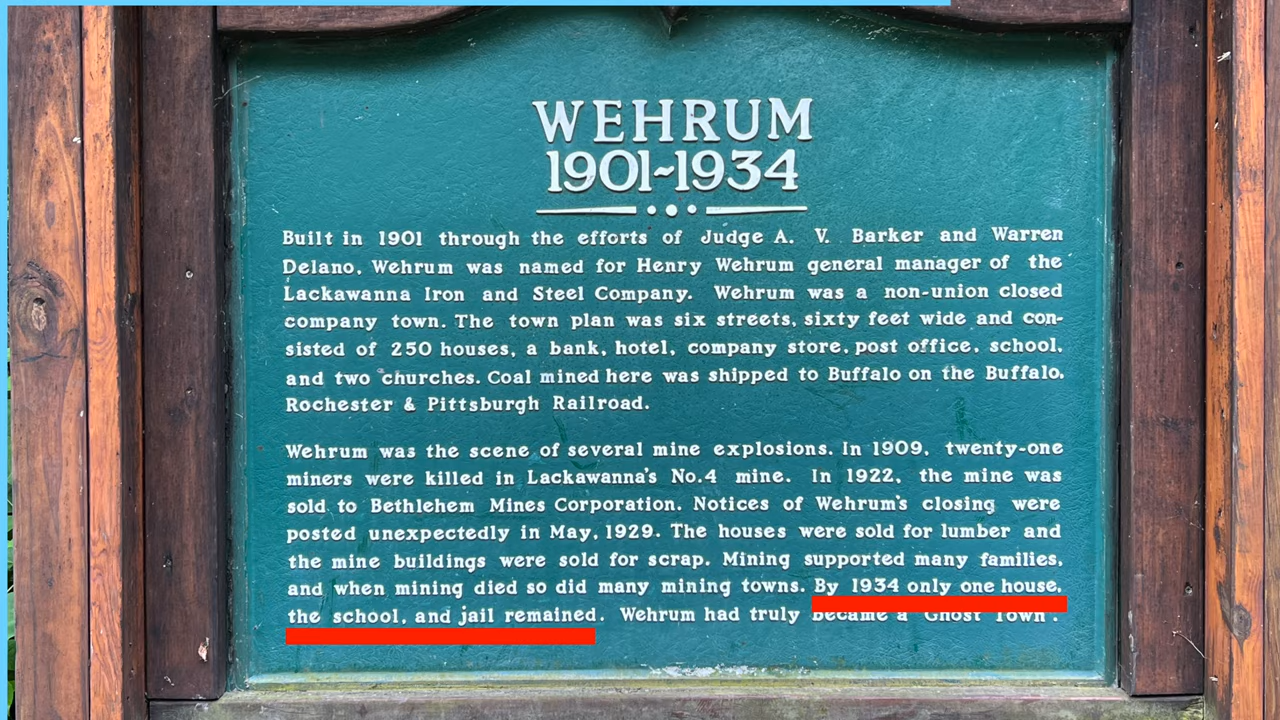 WEHRUM
1901~1934
Built in 1901 through the efforts of Judge A. V. Barker and Warren
Delano, Wehrum was named for Henry Wehrum general manager of the
Lackawanna Iron and Steel Company. Wehrum was a non-union closed
company town. The town plan was six streets, sixty feet wide and con-
sisted of 250 houses, a bank, hotel, company store, post office, school,
and two churches. Coal mined here was shipped to Buffalo on the Buffalo,
Rochester & Pittsburgh Railroad.
Wehrum was the scene of several mine explosions. In 1909, twenty-one
miners were killed in Lackawanna's No.4 mine. In 1922, the mine was
sold to Bethlehem Mines Corporation. Notices of Wehrum's closing were
posted unexpectedly in May, 1929. The houses were sold for lumber and
the mine buildings were sold for scrap. Mining supported many families,
and when mining died so did many mining towns. By 1934 only one house,
the school, and jail remained. Wehrum had truly became a "Ghost Town".